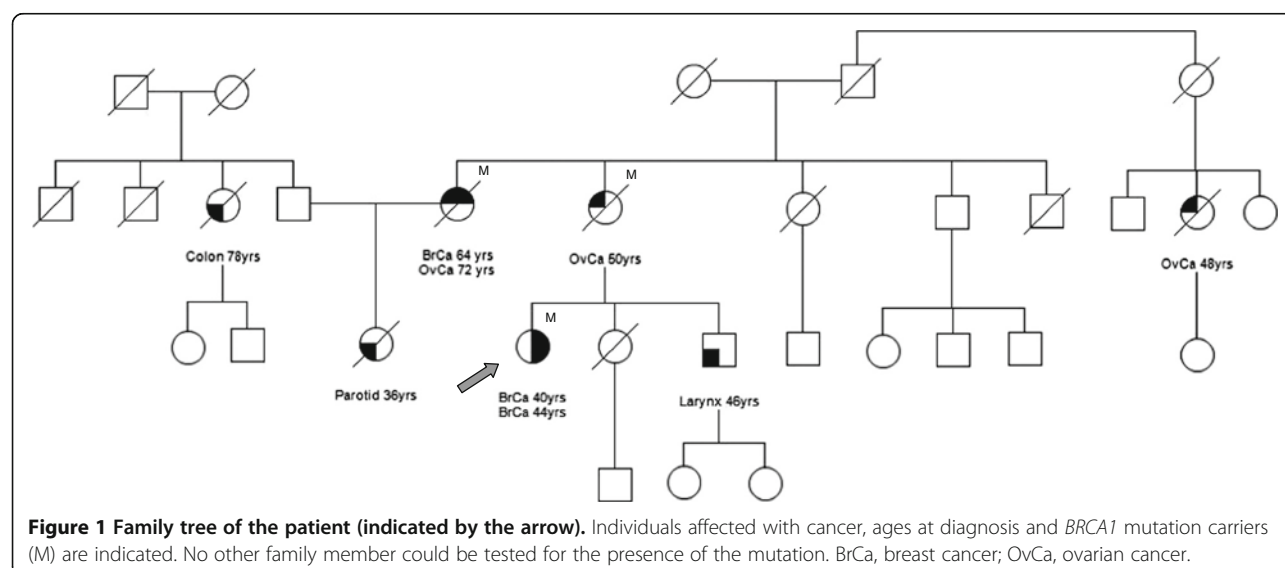 M
M
Colon 78yrs
BrCa 64 yrs
OvCa 72 yrs
OvCa 50yrs
OvCa 48yrs
M
Parotid 36yrs
BrCa 40yrs
BrCa 44yrs
Larynx 46yrs
Figure 1 Family tree of the patient (indicated by the arrow). Individuals affected with cancer, ages at diagnosis and BRCA1 mutation carriers
(M) are indicated. No other family member could be tested for the presence of the mutation. BrCa, breast cancer; OvCa, ovarian cancer.